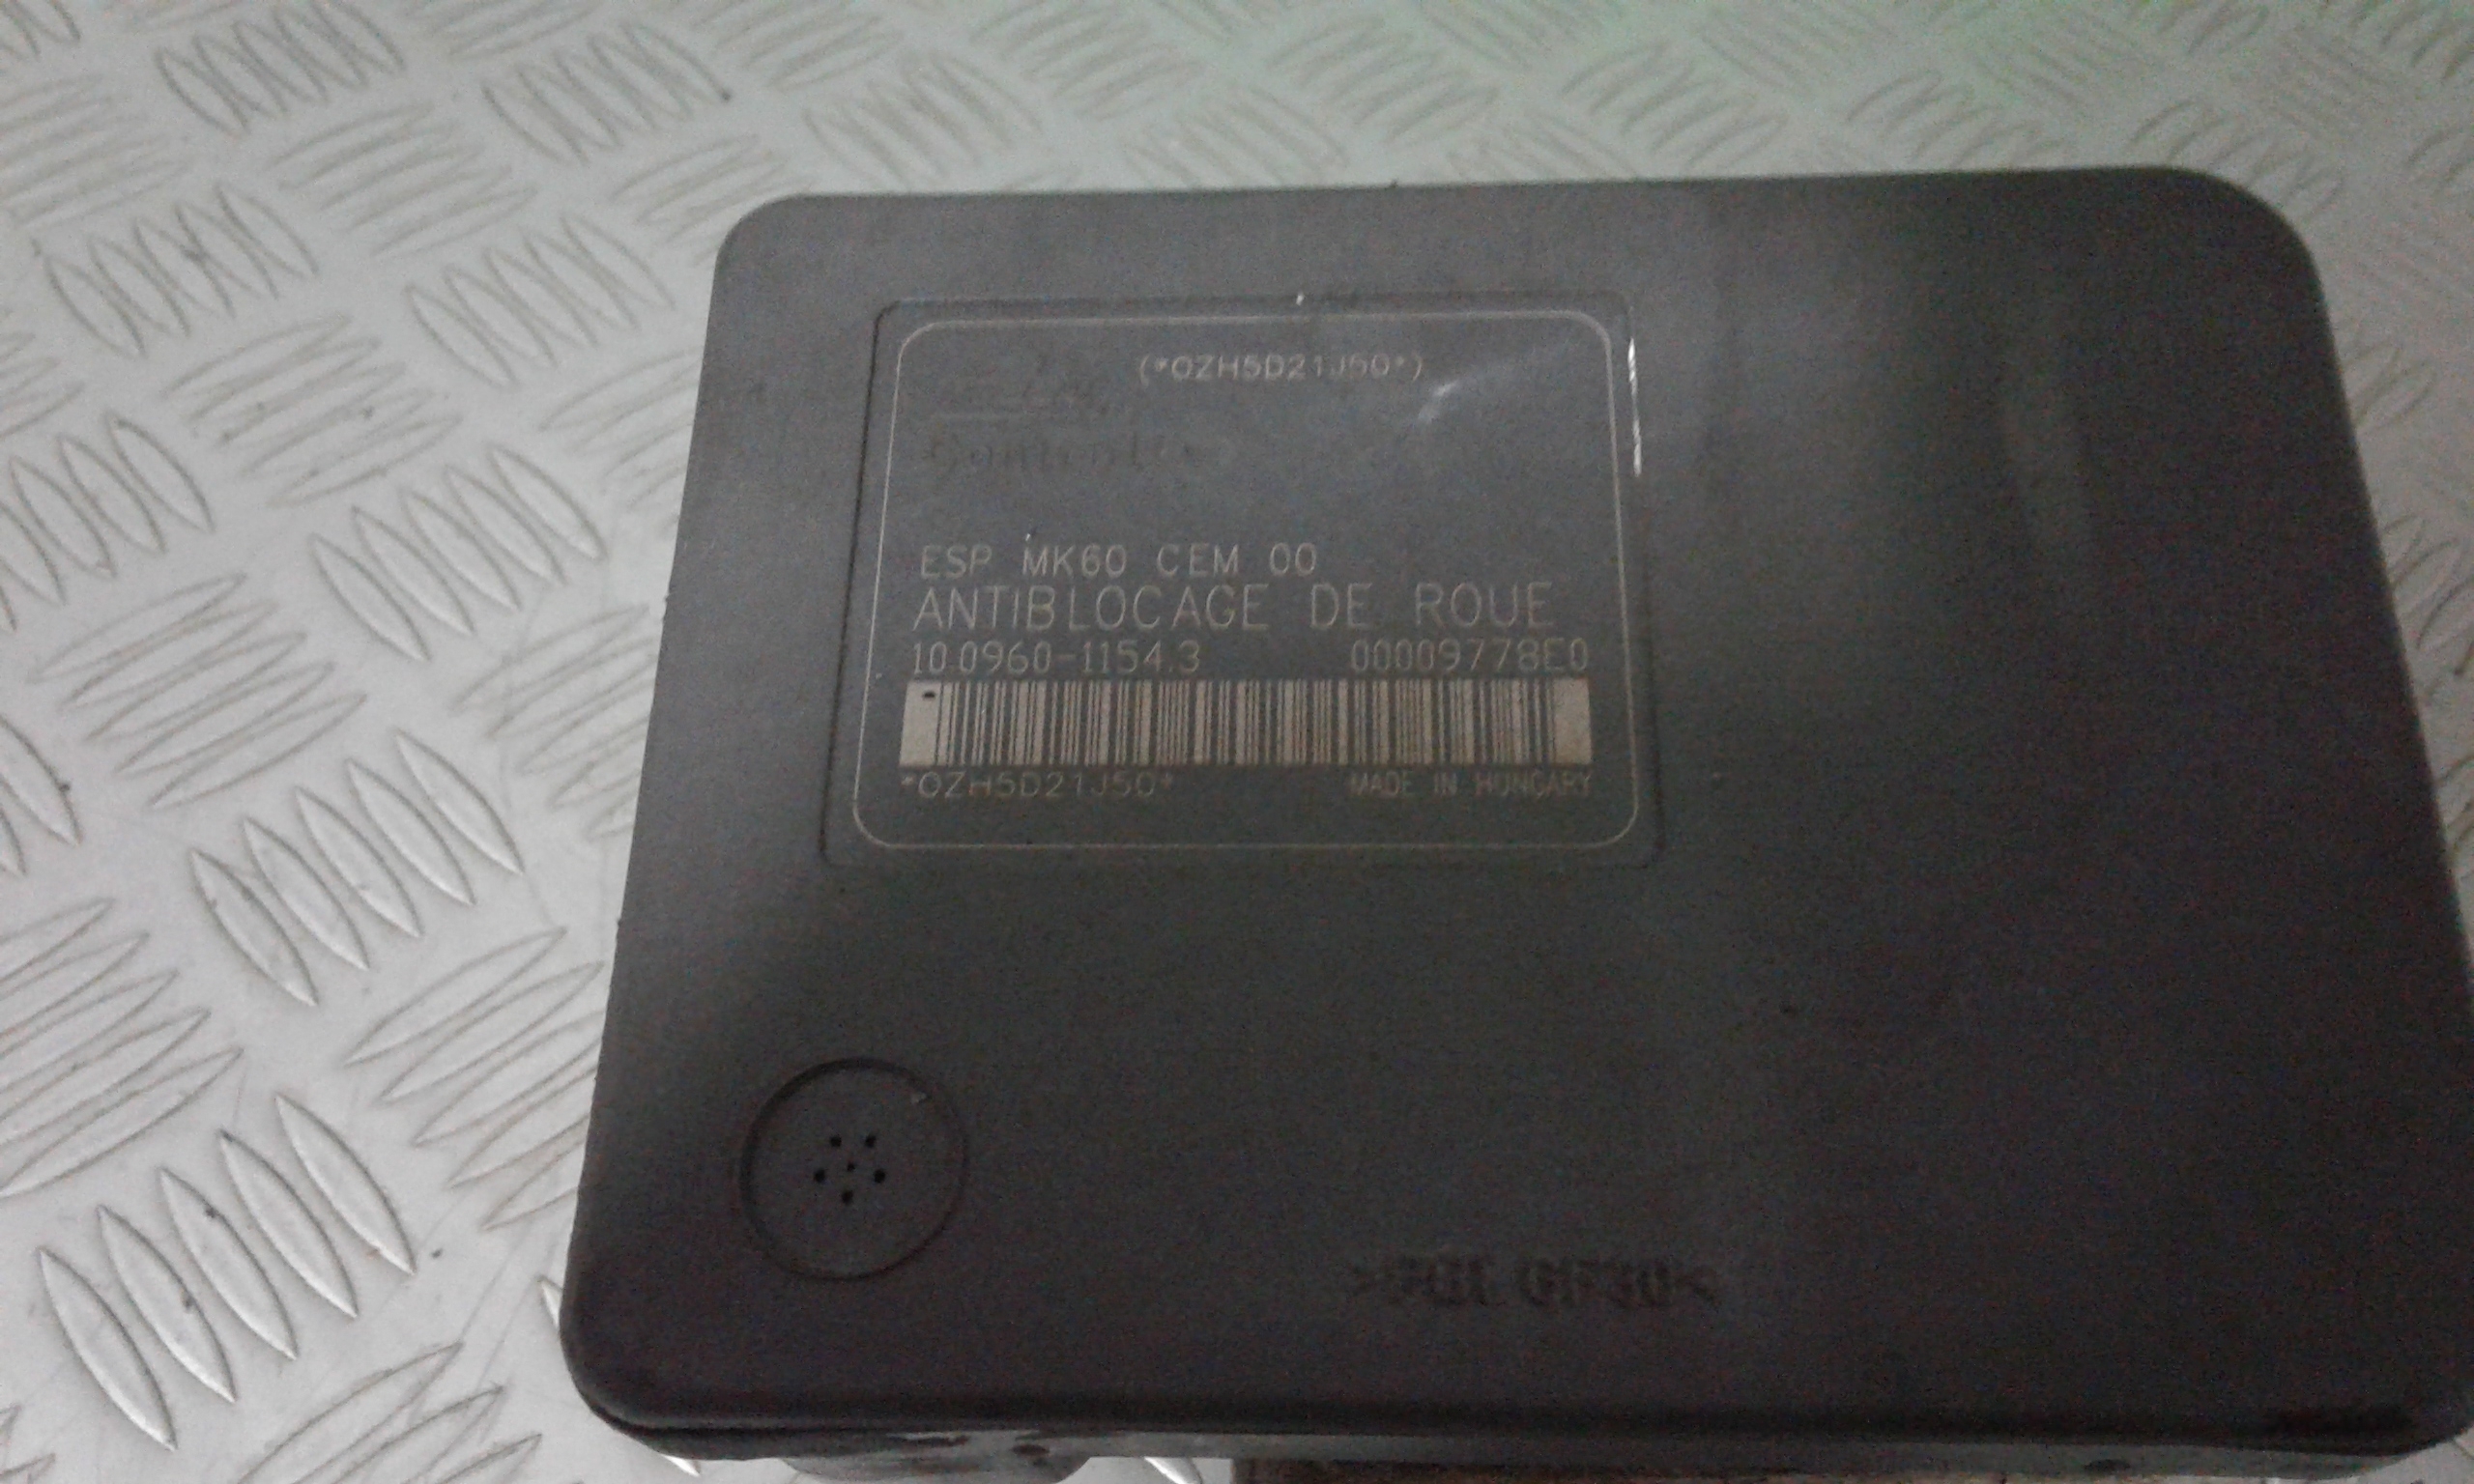 (*OZH5D21J50*)
ESP MK60 CEM 00
ANTIBLOCAGE DE ROUE
10.0960-1154.3 00009778E0
*OZH5D21J50* MADE IN HUNGARY